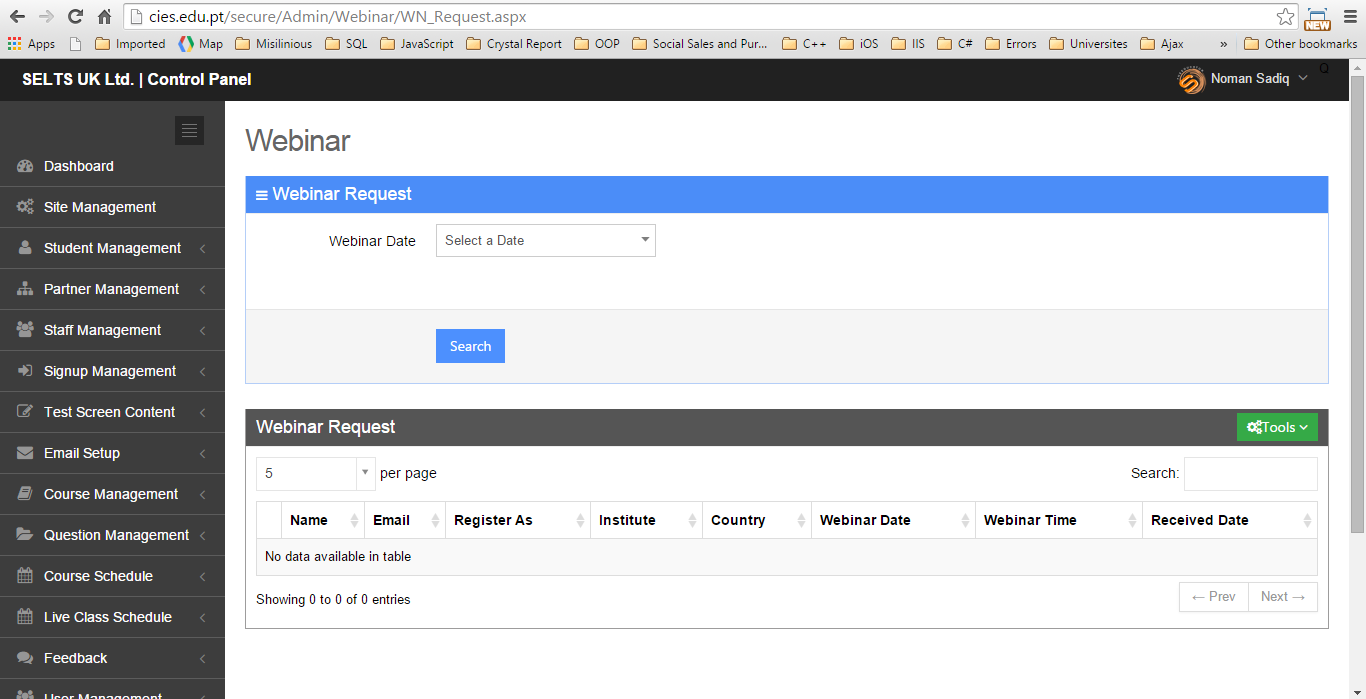 cies.edu.pt/secure/Admin/Webinar/WN_Request.aspx
NEW
Apps Imported Map Misilinious SQL JavaScript Crystal Report OOP Social Sales and Pur... C++ iOS IIS C# Errors Universites Ajax » Other bookmarks
SELTS UK Ltd. | Control Panel
Noman Sadiq
Q
Webinar
Dashboard
Site Management
Student Management
Partner Management
Staff Management
Signup Management
Test Screen Content
Email Setup
Course Management
Question Management
Course Schedule
Live Class Schedule
Feedback
User Management
Webinar Request
Webinar Date Select a Date
Search
Webinar Request Tools
5 per page Search:
Name Email Register As Institute Country Webinar Date Webinar Time Received Date
No data available in table
Showing 0 to 0 of 0 entries ← Prev Next →